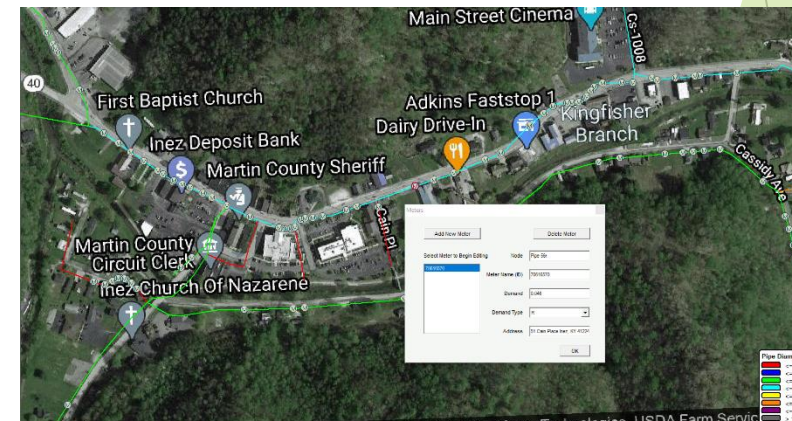 Main Street Cinema
Cs-1008
40
First Baptist Church
Adkins Faststop 1
Kingfisher
Branch
Dairy Drive-In
Inez Deposit Bank
Martin County Sheriff
Cassidy Ave
Cain Pl
Martin County
Circuit Clerk
Inez Church Of Nazarene
Add New Meter
Delete Meter
Select Meter to Begin Editing
Node
Meter Name (ID)
Demand
Demand Type
Address
OK
Pipe Diam
USDA Farm Servic